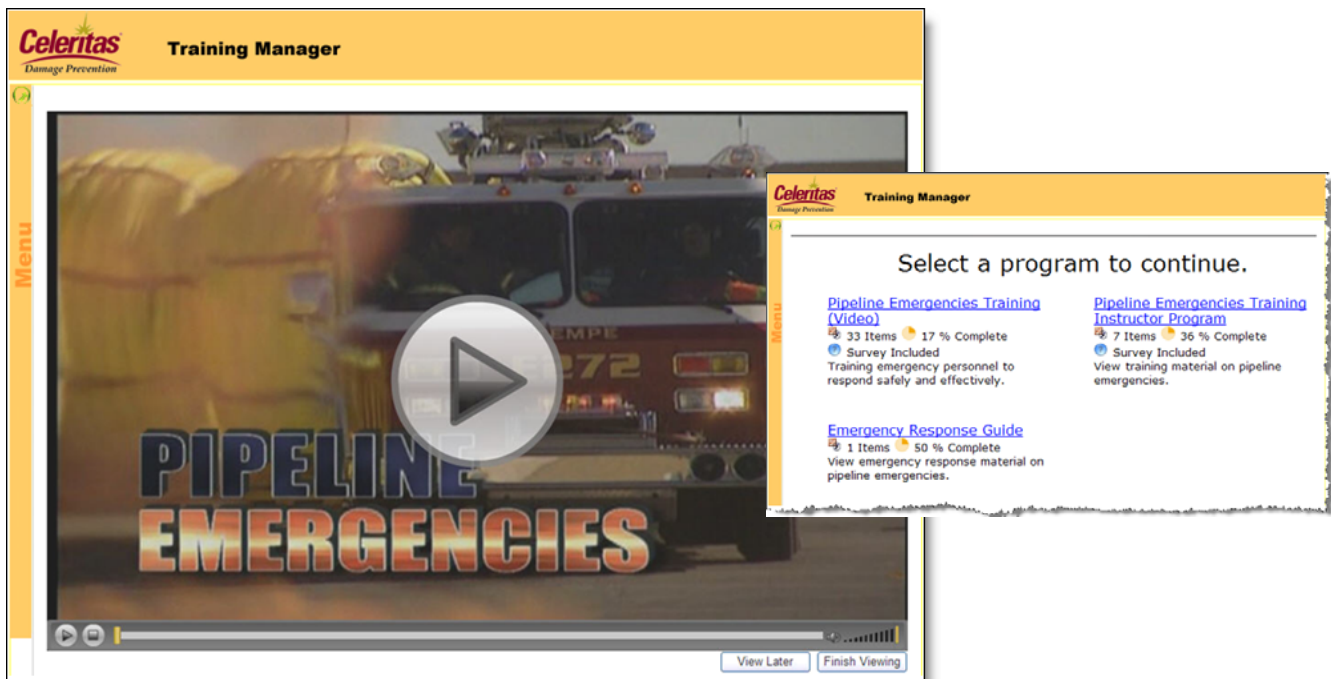 Celeritas
Damage Prevention
Training Manager
Menu
TEMPE
E272
PIPELINE
EMERGENCIES
View Later
Finish Viewing
Celeritas
Damage Prevention
Training Manager
Menu
Select a program to continue.
Pipeline Emergencies Training
(Video)
33 Items 17 % Complete
Survey Included
Training emergency personnel to
respond safely and effectively.
Pipeline Emergencies Training
Instructor Program
7 Items 36 % Complete
Survey Included
View training material on pipeline
emergencies.
Emergency Response Guide
1 Items 50 % Complete
View emergency response material on
pipeline emergencies.